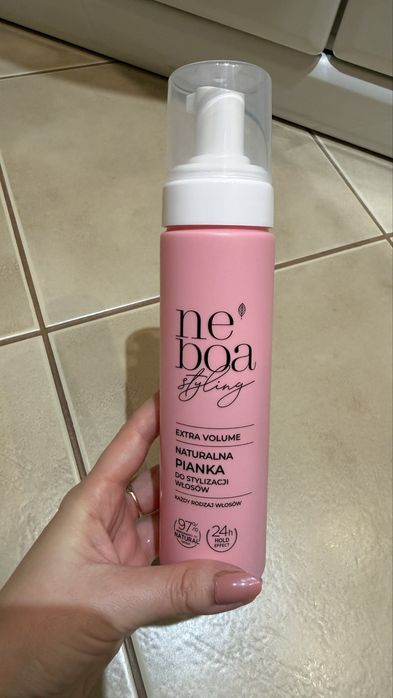 ne
boa
styling
EXTRA VOLUME
NATURALNA
PIANKA
DO STYLIZACJI
WŁOSÓW
KAŻDY RODZAJ WŁOSÓW
97%
NATURAL
24h
HOLD
EFFECT